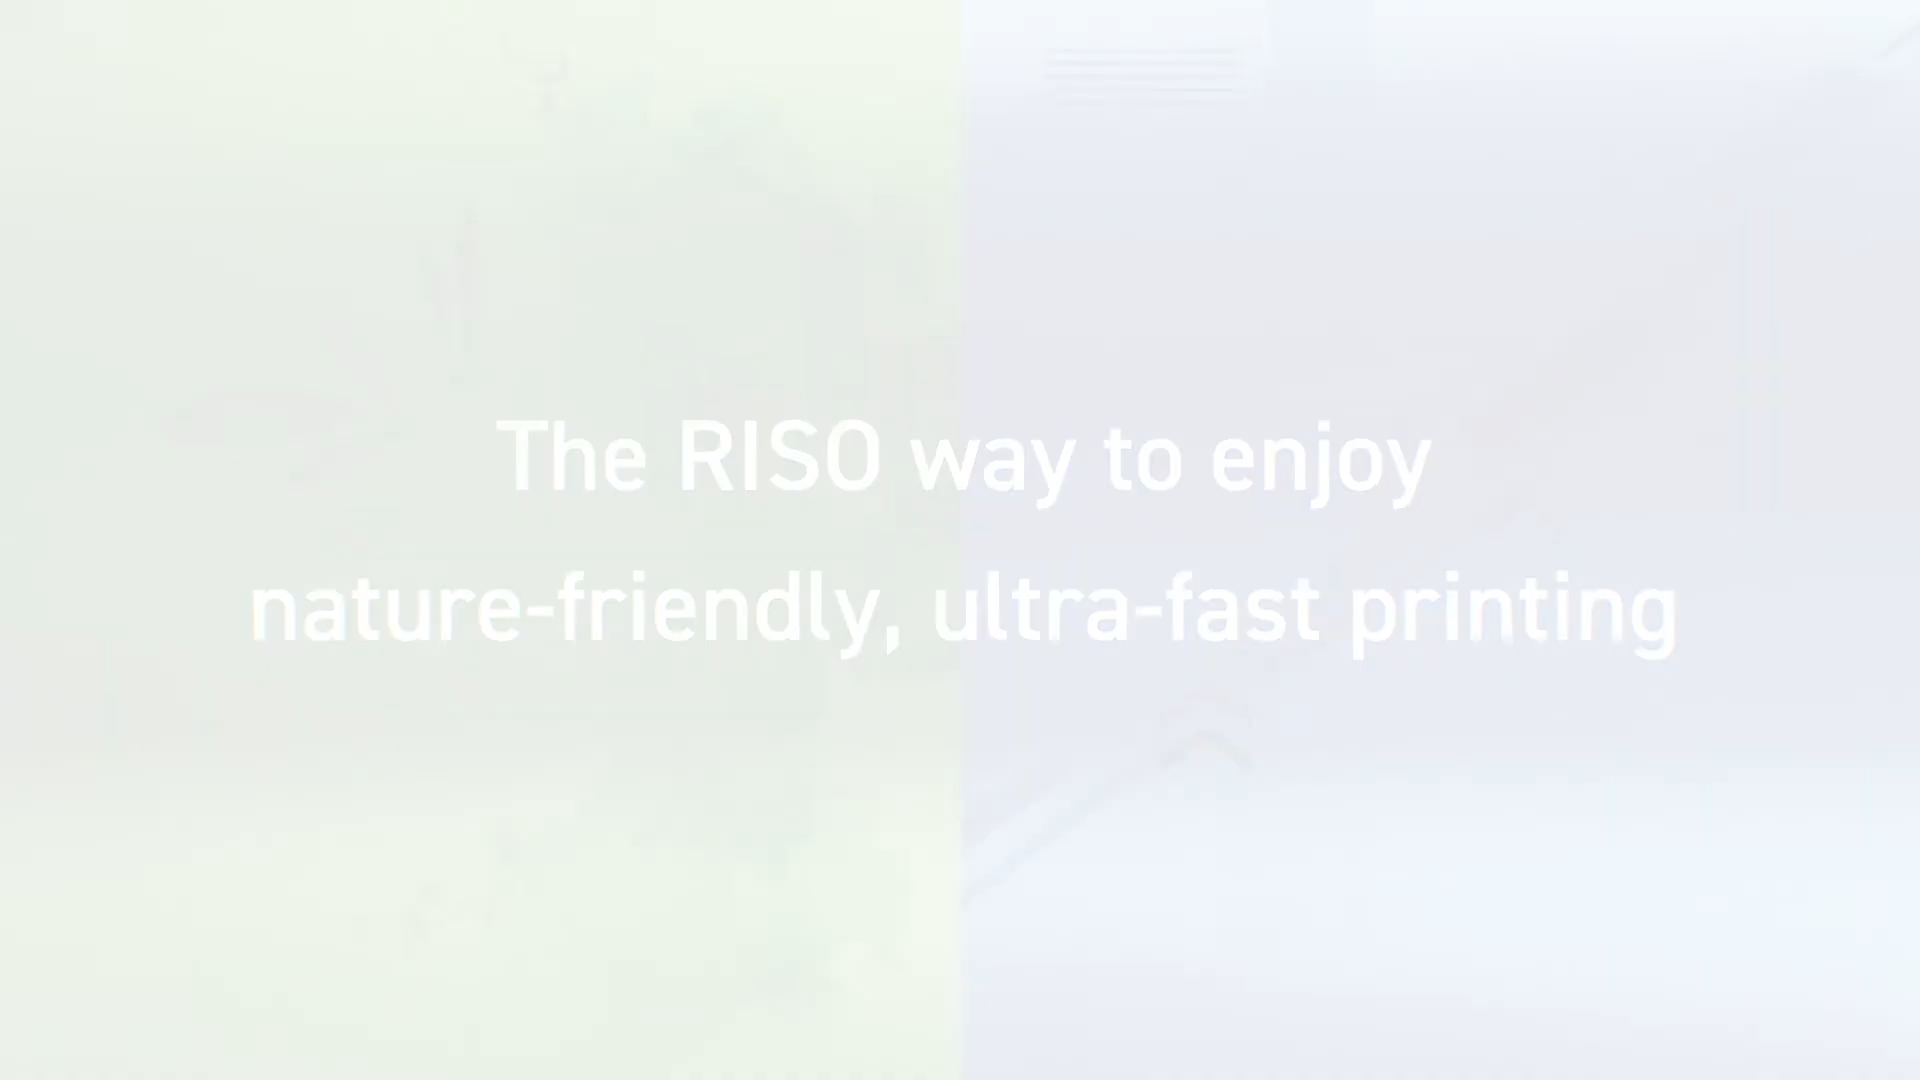 The RISO way to enjoy
nature-friendly, ultra-fast printing